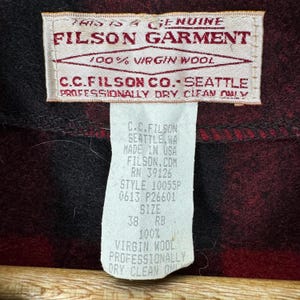 THIS IS A GENUINE
FILSON GARMENT
100% VIRGIN WOOL
C.C.FILSON CO.- SEATTLE
PROFESSIONALLY DRY CLEAN ONLY
C.C.FILSON
SEATTLE,WA
MADE IN USA
FILSON.COM
RN 39126
STYLE 10055P
0613 P26601
SIZE
38 RB
100%
VIRGIN WOOL
PROFESSIONALLY
DRY CLEAN ONLY